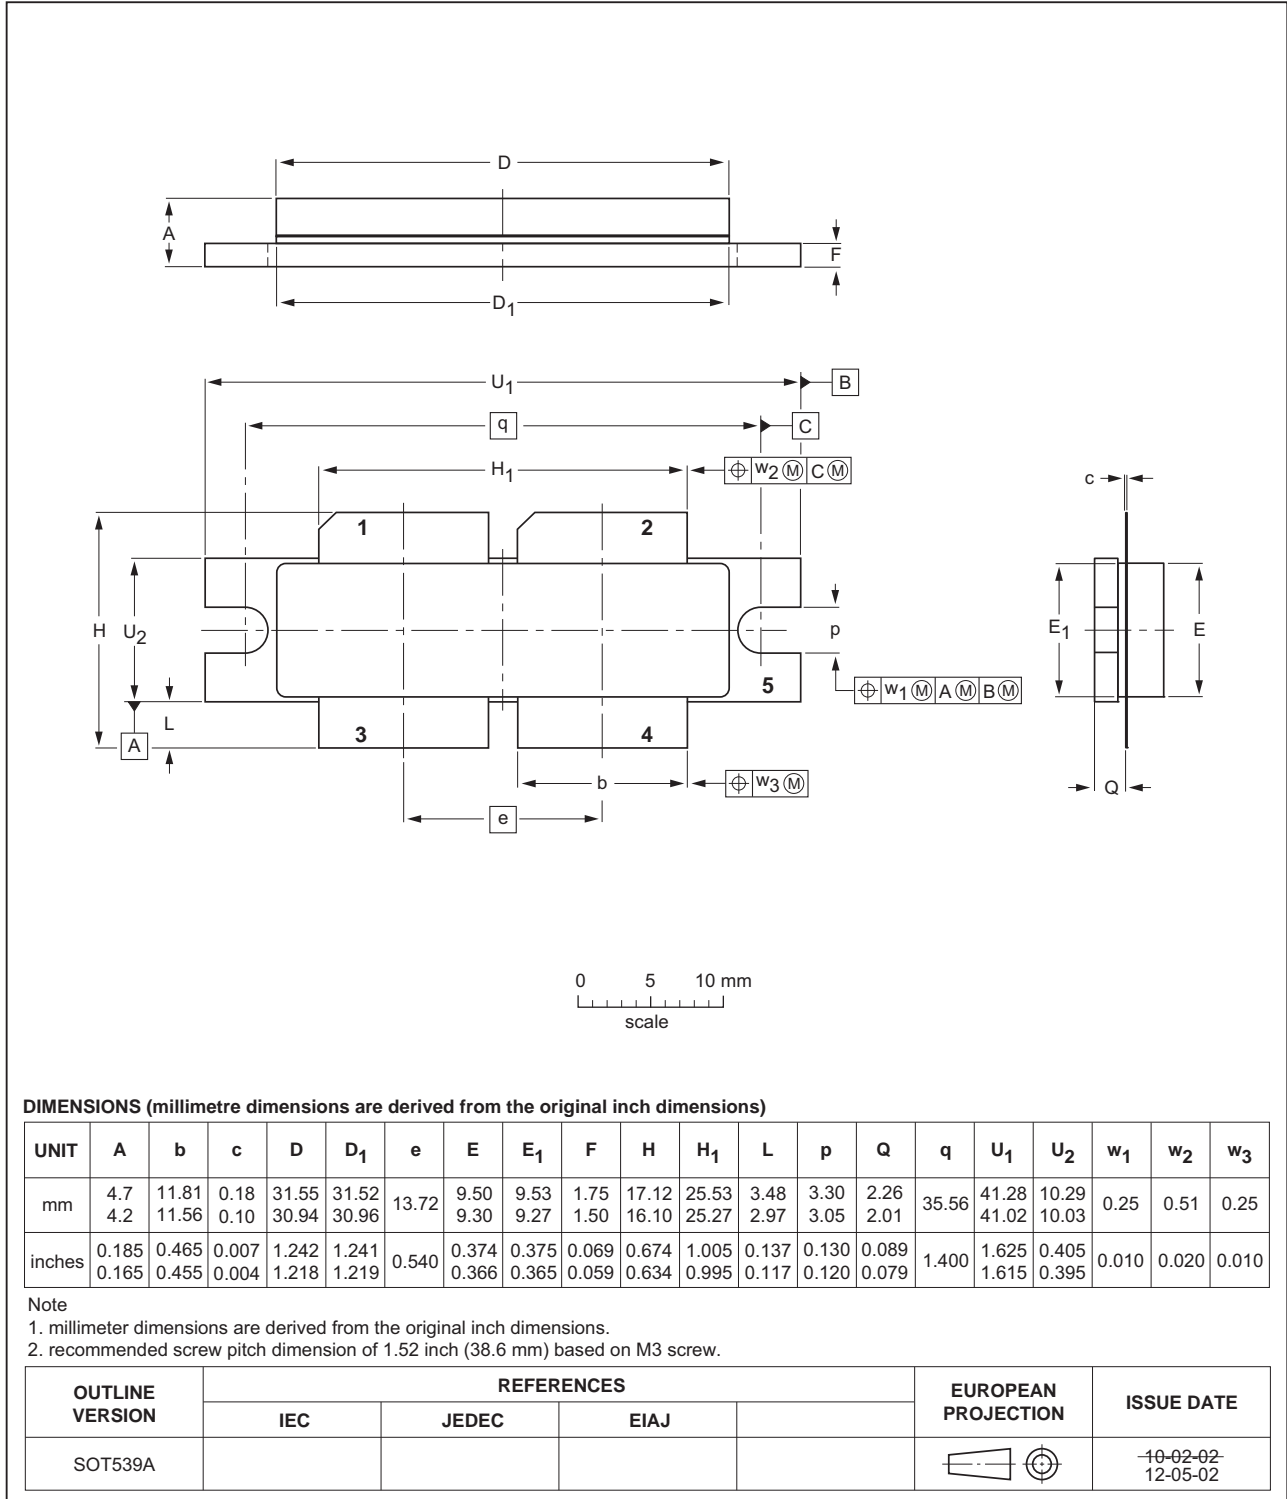 D
A
F
D1
U1
B
q
C
H1
w2 Ⓜ C Ⓜ
c
1
2
H
U2
p
E1
E
5
w1 Ⓜ A Ⓜ B Ⓜ
L
A
3
4
b
w3 Ⓜ
Q
e
0 5 10 mm
scale
DIMENSIONS (millimetre dimensions are derived from the original inch dimensions)
UNIT A b c D D1 e E E1 F H H1 L p Q q U1 U2 w1 w2 w3
mm 4.7 11.81 0.18 31.55 31.52 13.72 9.50 9.53 1.75 17.12 25.53 3.48 3.30 2.26 35.56 41.28 10.29 0.25 0.51 0.25
4.2 11.56 0.10 30.94 30.96 9.30 9.27 1.50 16.10 25.27 2.97 3.05 2.01 41.02 10.03
inches 0.185 0.465 0.007 1.242 1.241 0.540 0.374 0.375 0.069 0.674 1.005 0.137 0.130 0.089 1.400 1.625 0.405 0.010 0.020 0.010
0.165 0.455 0.004 1.218 1.219 0.366 0.365 0.059 0.634 0.995 0.117 0.120 0.079 1.615 0.395
Note
1. millimeter dimensions are derived from the original inch dimensions.
2. recommended screw pitch dimension of 1.52 inch (38.6 mm) based on M3 screw.
OUTLINE VERSION
REFERENCES
IEC JEDEC EIAJ
EUROPEAN PROJECTION
ISSUE DATE
SOT539A
10-02-02
12-05-02